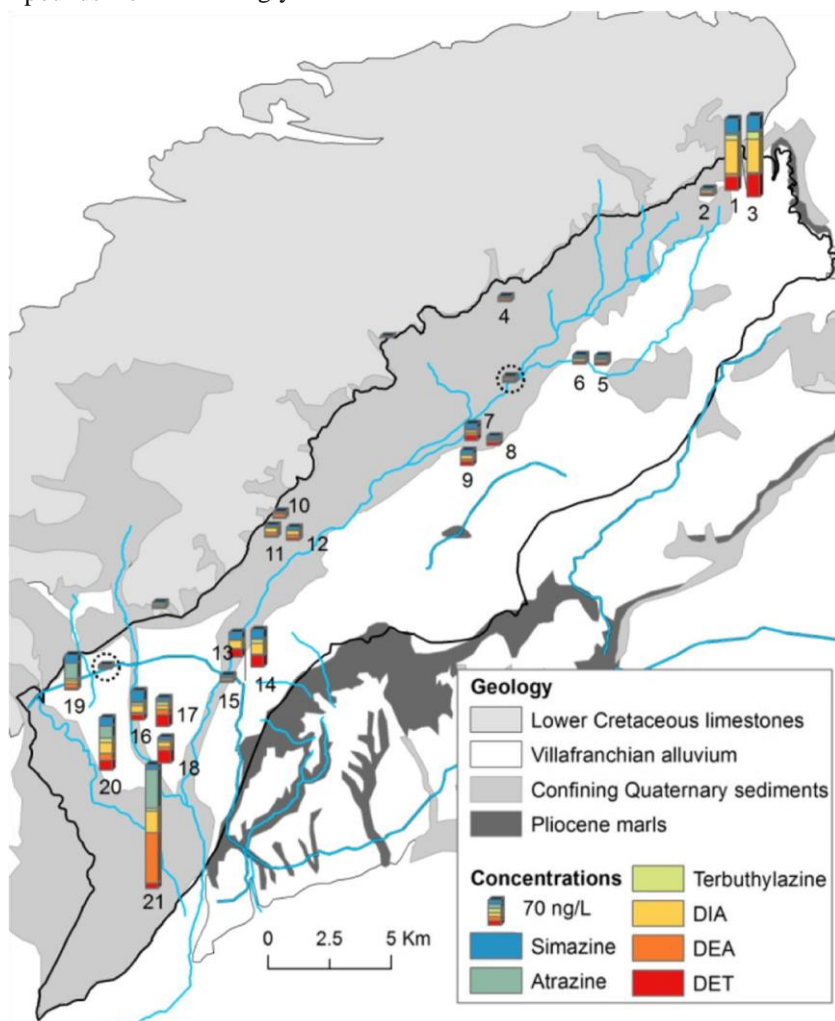 1
2
3
4
6
5
7
8
9
10
11
12
13
14
15
19
16
17
18
20
21
0 2.5 5 Km
Geology
Lower Cretaceous limestones
Villafranchian alluvium
Confining Quaternary sediments
Pliocene marls
Concentrations
70 ng/L
Simazine
Atrazine
Terbuthylazine
DIA
DEA
DET